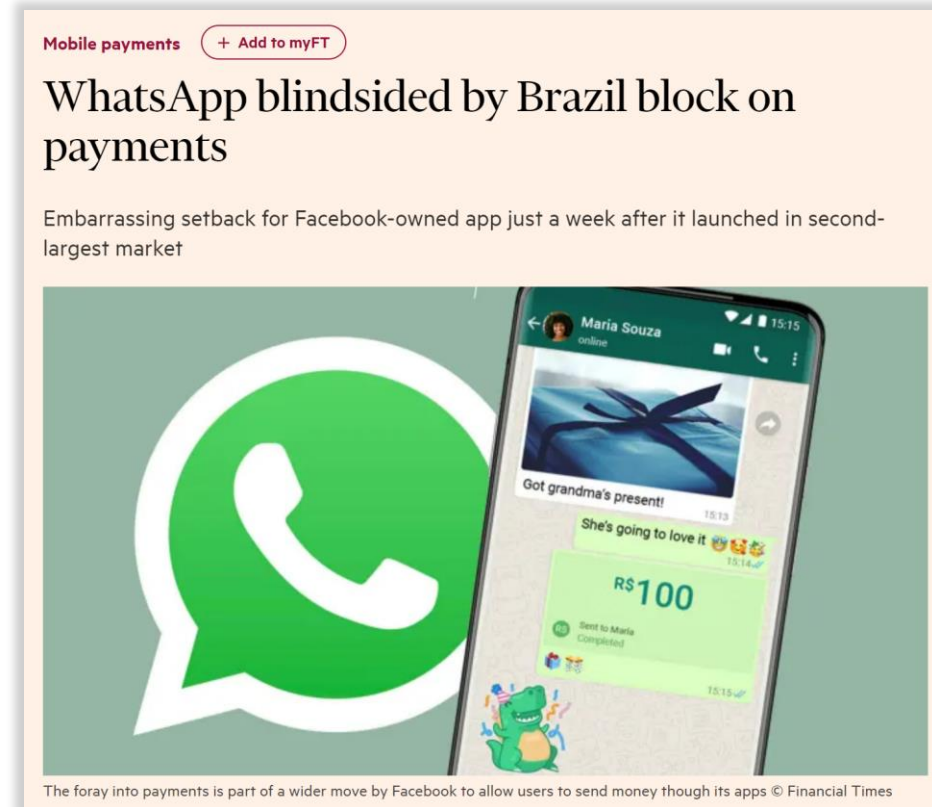 Mobile payments + Add to myFT
WhatsApp blindsided by Brazil block on
payments
Embarrassing setback for Facebook-owned app just a week after it launched in second-
largest market
Maria Souza
online
15:15
Got grandma's present!
15:13
She's going to love it
15:14
R$100
R$ Sent to Maria
Completed
15:15
The foray into payments is part of a wider move by Facebook to allow users to send money though its apps © Financial Times